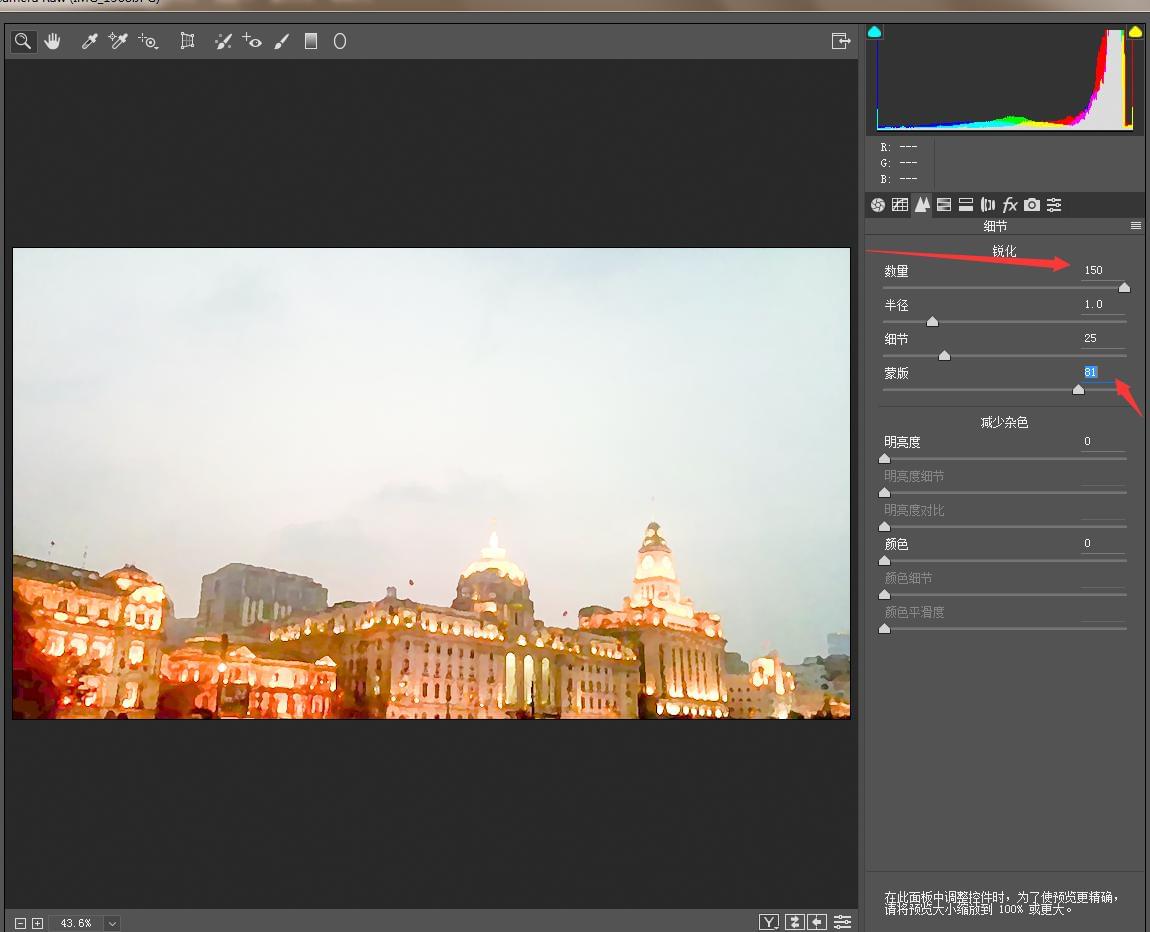 R: ---
G: ---
B: ---
fx
细节
锐化
数量 150
半径 1.0
细节 25
蒙版 81
减少杂色
明亮度 0
明亮度细节
明亮度对比
颜色 0
颜色细节
颜色平滑度
在此面板中调整控件时，为了使预览更精确，
请将预览大小缩放到 100% 或更大。
43.6%
Y